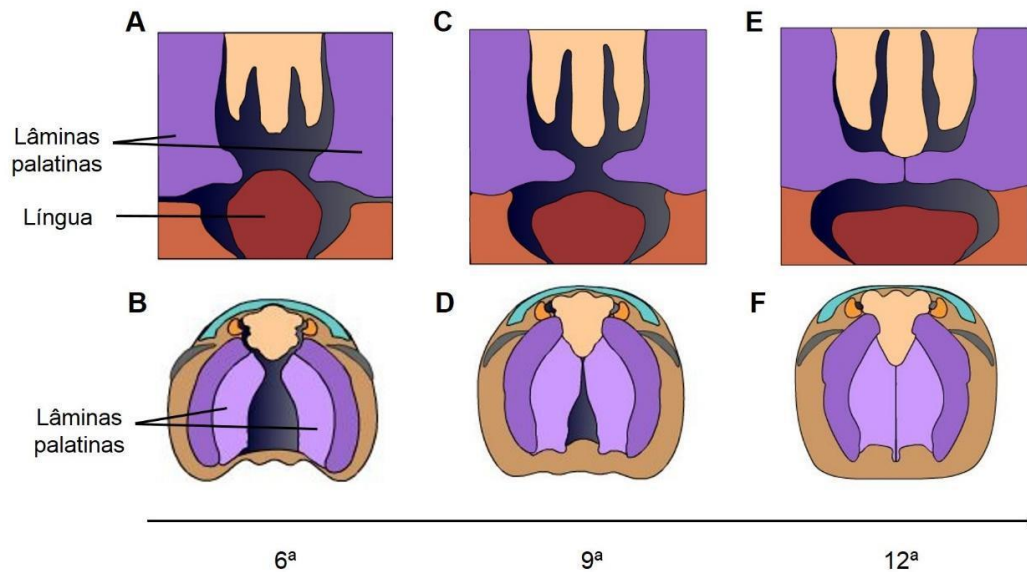 A
C
E
Lâminas
palatinas
Língua
B
D
F
Lâminas
palatinas
6ª
9ª
12ª